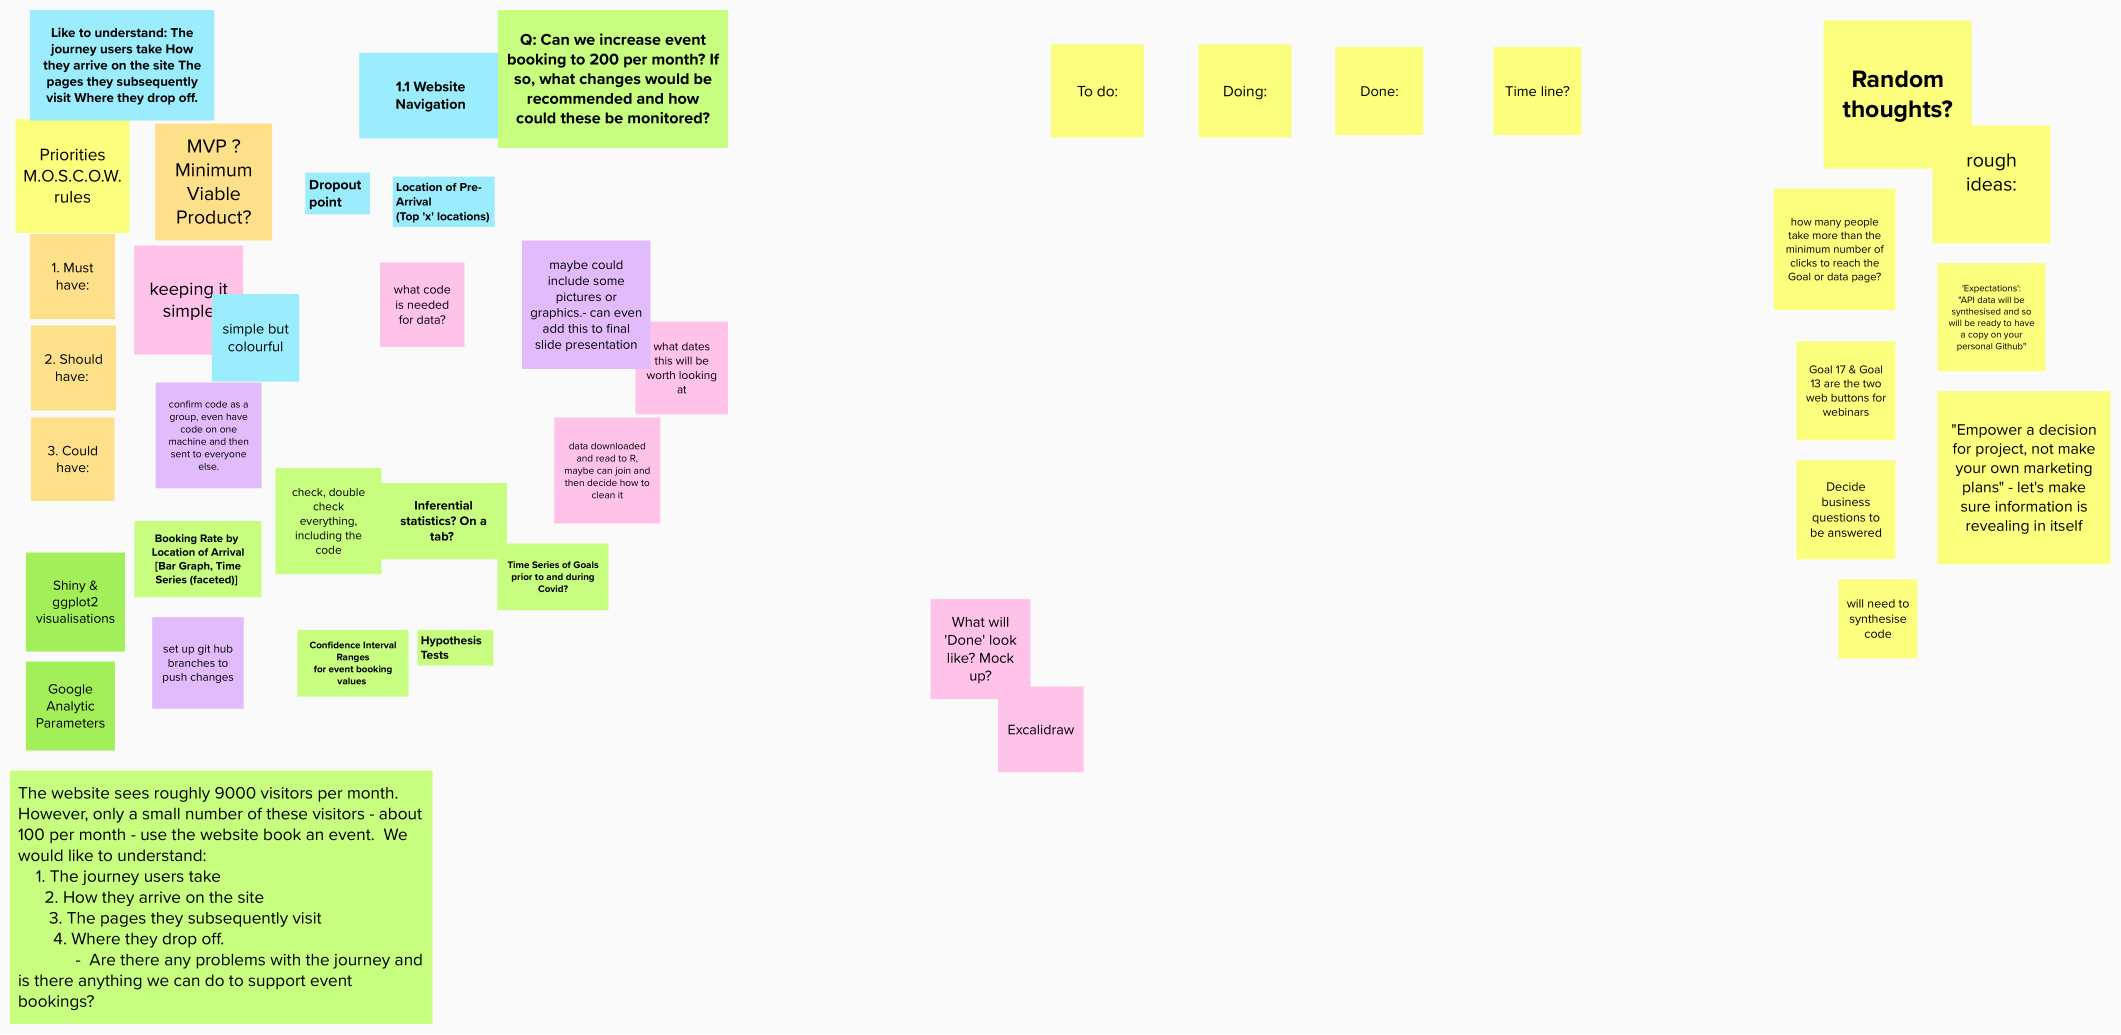 Like to understand: The
journey users take How
they arrive on the site The
pages they subsequently
visit Where they drop off.
1.1 Website
Navigation
Q: Can we increase event
booking to 200 per month? If
so, what changes would be
recommended and how
could these be monitored?
Priorities
M.O.S.C.O.W.
rules
MVP ?
Minimum
Viable
Product?
Dropout
point
Location of Pre-
Arrival
(Top 'x' locations)
1. Must
have:
2. Should
have:
3. Could
have:
keeping it
simple
simple but
colourful
what code
is needed
for data?
maybe could
include some
pictures or
graphics.- can even
add this to final
slide presentation
what dates
this will be
worth looking
at
confirm code as a
group, even have
code on one
machine and then
sent to everyone
else.
data downloaded
and read to R,
maybe can join and
then decide how to
clean it
check, double
check
everything,
including the
code
Inferential
statistics? On a
tab?
Time Series of Goals
prior to and during
Covid?
Booking Rate by
Location of Arrival
[Bar Graph, Time
Series (faceted)]
Shiny &
ggplot2
visualisations
set up git hub
branches to
push changes
Confidence Interval
Ranges
for event booking
values
Hypothesis
Tests
Google
Analytic
Parameters
The website sees roughly 9000 visitors per month.
However, only a small number of these visitors - about
100 per month - use the website book an event.  We
would like to understand:
1. The journey users take
2. How they arrive on the site
3. The pages they subsequently visit
4. Where they drop off.
-  Are there any problems with the journey and
is there anything we can do to support event
bookings?
To do:
Doing:
Done:
Time line?
What will
'Done' look
like? Mock
up?
Excalidraw
Random
thoughts?
rough
ideas:
how many people
take more than the
minimum number of
clicks to reach the
Goal or data page?
'Expectations':
"API data will be
synthesised and so
will be ready to have
a copy on your
personal Github"
Goal 17 & Goal
13 are the two
web buttons for
webinars
"Empower a decision
for project, not make
your own marketing
plans" - let's make
sure information is
revealing in itself
Decide
business
questions to
be answered
will need to
synthesise
code